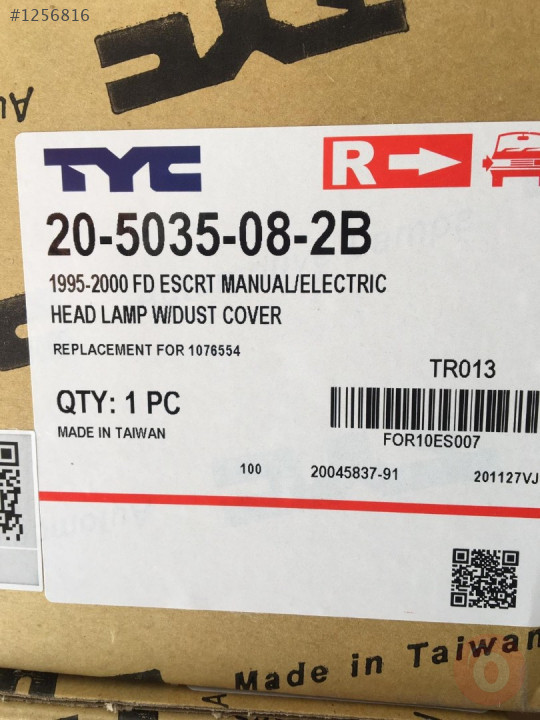 #1256816
Au
TYC
R
20-5035-08-2B
1995-2000 FD ESCRT MANUAL/ELECTRIC
HEAD LAMP W/DUST COVER
REPLACEMENT FOR 1076554
TR013
QTY: 1 PC
MADE IN TAIWAN
FOR10ES007
100 20045837-91 201127VJ
Made in Taiwan